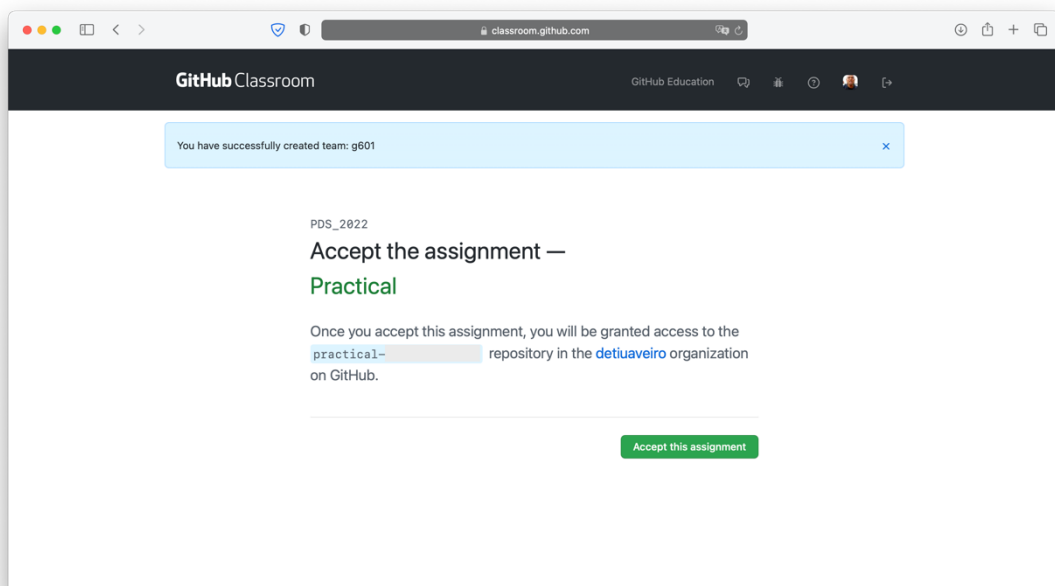 classroom.github.com
GitHub Classroom
GitHub Education
You have successfully created team: g601
PDS_2022
Accept the assignment —
Practical
Once you accept this assignment, you will be granted access to the
practical- repository in the detiuaveiro organization
on GitHub.
Accept this assignment